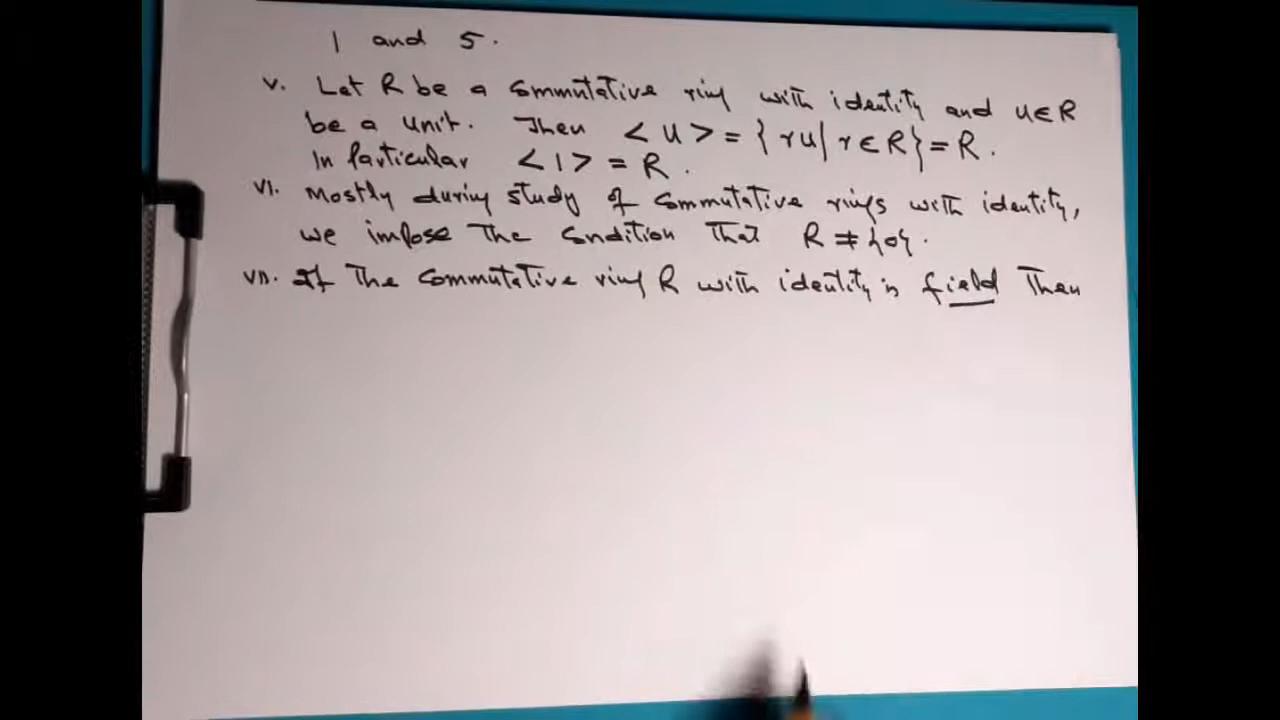 1 and 5.
v. Let R be a commutative ring with identity and u∈R
be a unit. Then <u> = {ru | r∈R} = R.
In particular <1> = R.
vi. Mostly during study of commutative rings with identity,
we impose the condition that R ≠ {0}.
vii. If the commutative ring R with identity is field Then